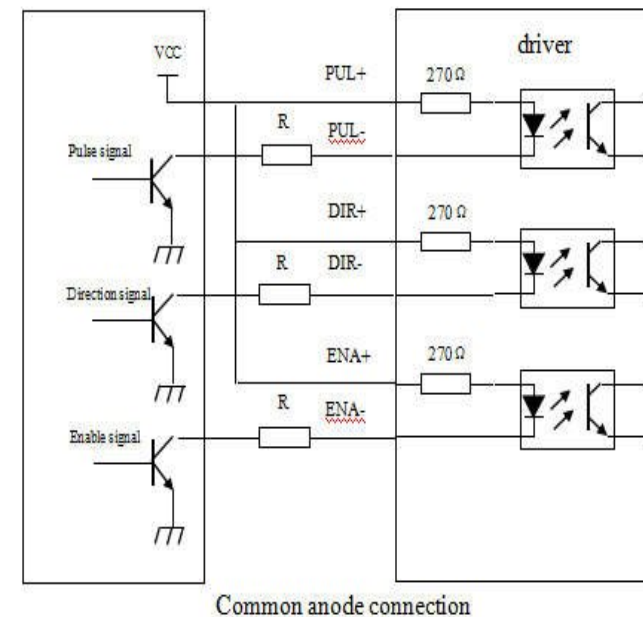 driver
VCC
PUL+
270Ω
R
PUL-
Pulse signal
DIR+
270Ω
R
DIR-
Direction signal
ENA+
270Ω
R
ENA-
Enable signal
Common anode connection